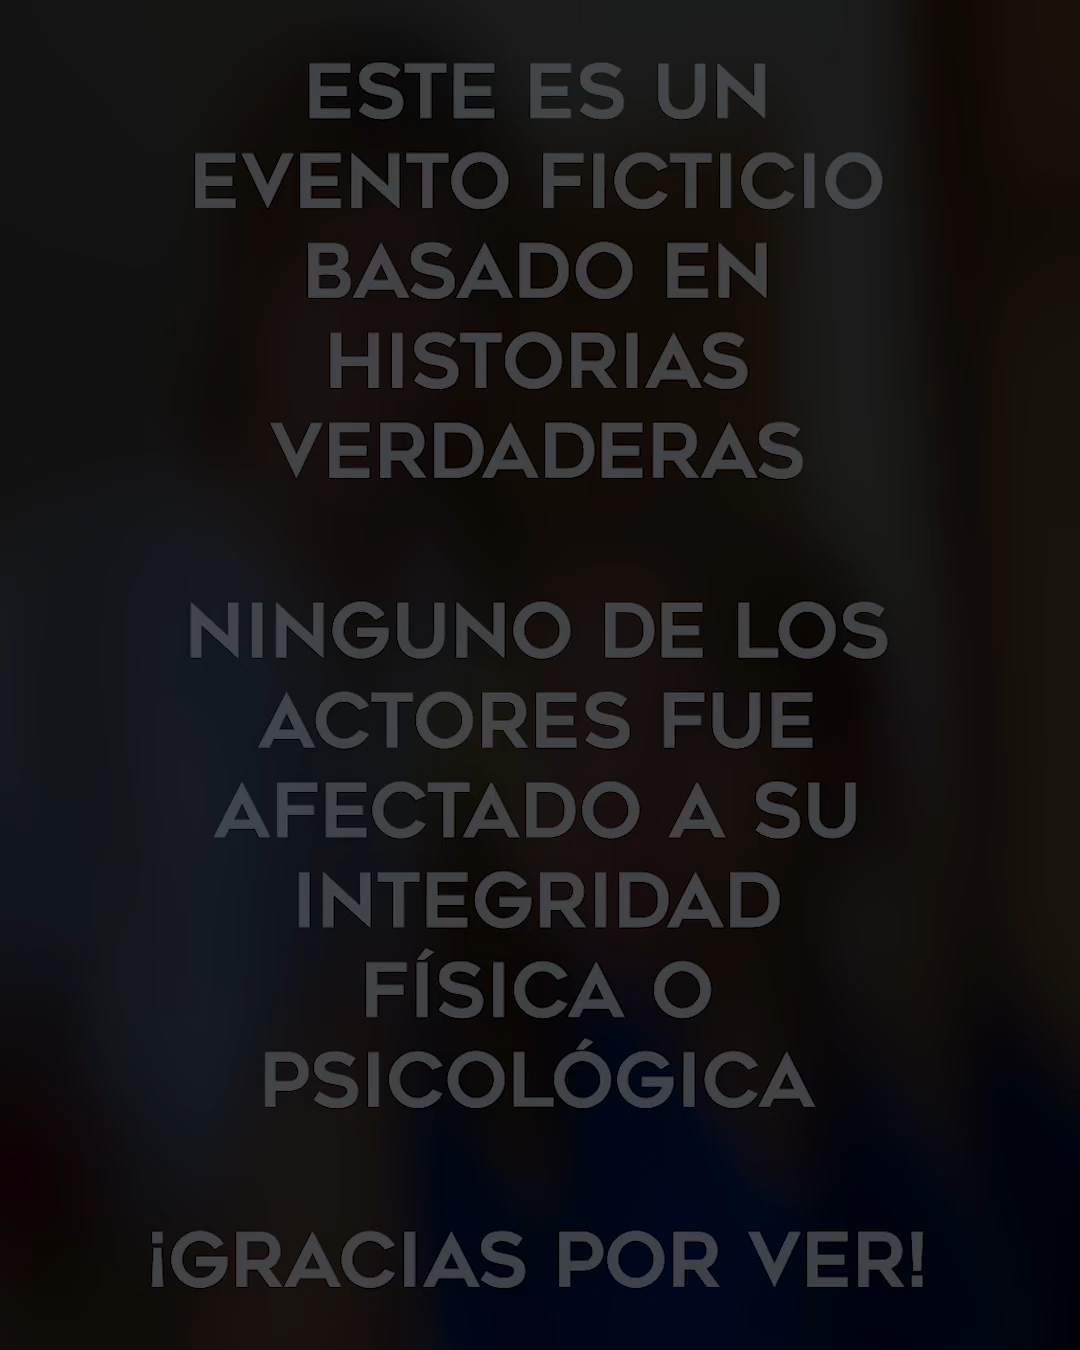 ESTE ES UN
EVENTO FICTICIO
BASADO EN
HISTORIAS
VERDADERAS
NINGUNO DE LOS
ACTORES FUE
AFECTADO A SU
INTEGRIDAD
FÍSICA O
PSICOLÓGICA
¡GRACIAS POR VER!